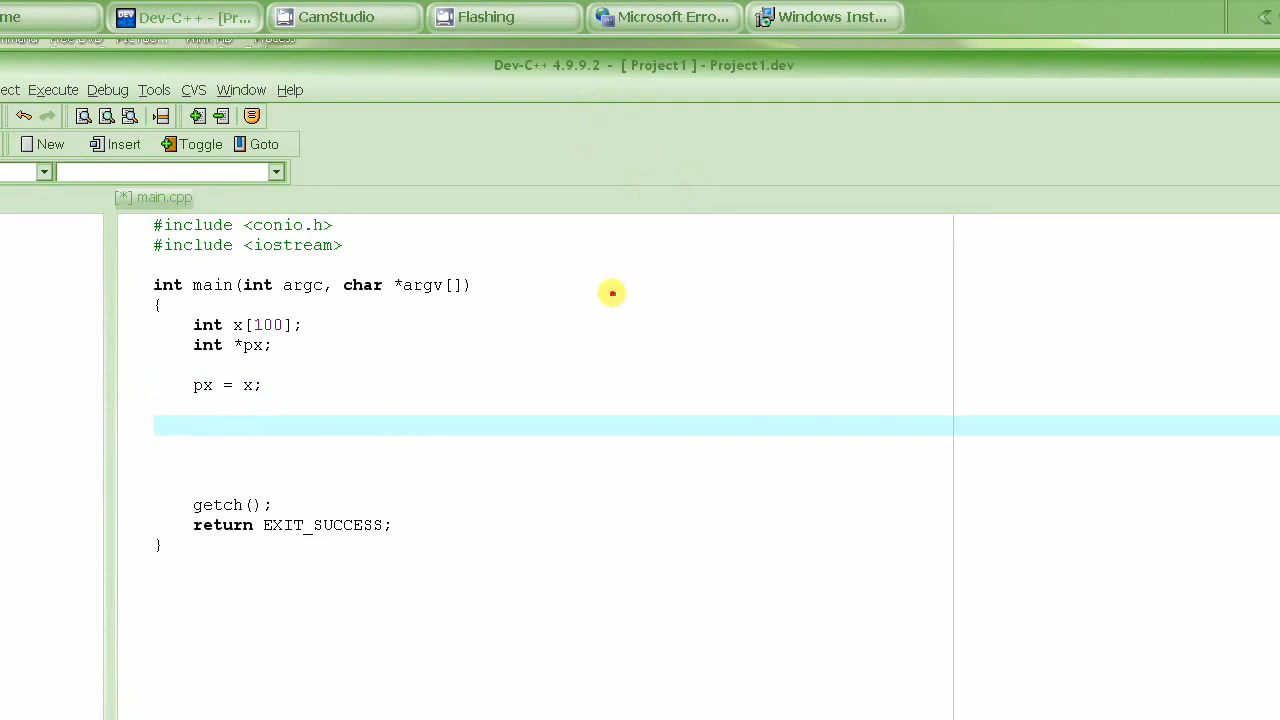 me Dev-C++ - [Pr... CamStudio Flashing Microsoft Erro... Windows Inst...
Dev-C++ 4.9.9.2 - [ Project1 ] - Project1.dev
ect Execute Debug Tools CVS Window Help
New Insert Toggle Goto
[*] main.cpp
#include <conio.h>
#include <iostream>
int main(int argc, char *argv[])
{
int x[100];
int *px;
px = x;
getch();
return EXIT_SUCCESS;
}